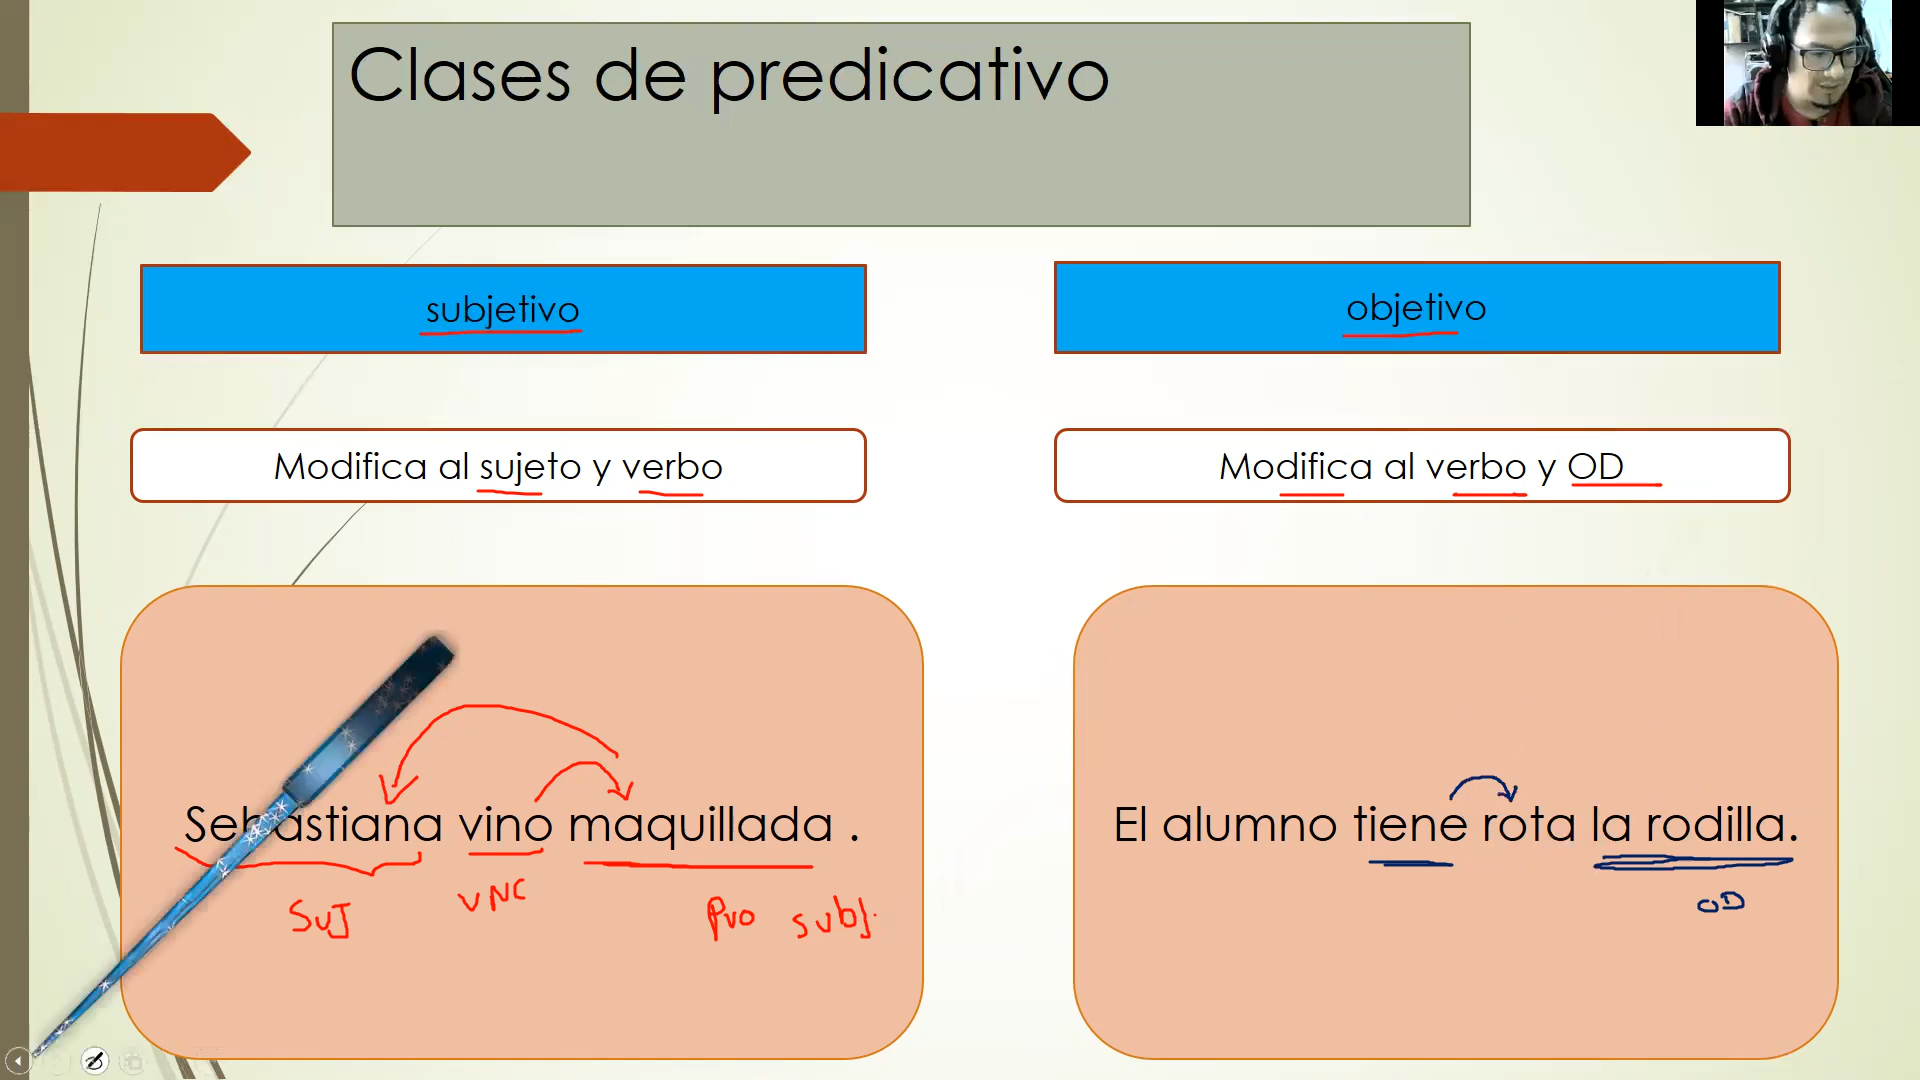 Clases de predicativo
subjetivo
objetivo
Modifica al sujeto y verbo
Modifica al verbo y OD
Sebastiana vino maquillada .
SuJ
VNC
Pvo subj.
El alumno tiene rota la rodilla.
OD